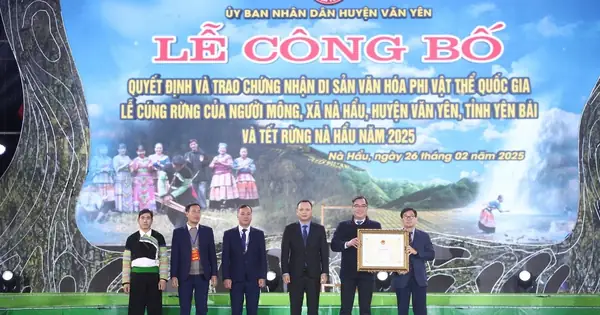 ỦY BAN NHÂN DÂN HUYỆN VĂN YÊN
LỄ CÔNG BỐ
QUYẾT ĐỊNH VÀ TRAO CHỨNG NHẬN DI SẢN VĂN HÓA PHI VẬT THỂ QUỐC GIA
LỄ CÚNG RỪNG CỦA NGƯỜI MÔNG, XÃ NÀ HẨU, HUYỆN VĂN YÊN, TỈNH YÊN BÁI
VÀ TẾT RỪNG NÀ HẨU NĂM 2025
Nà Hẩu, ngày 26 tháng 02 năm 2025